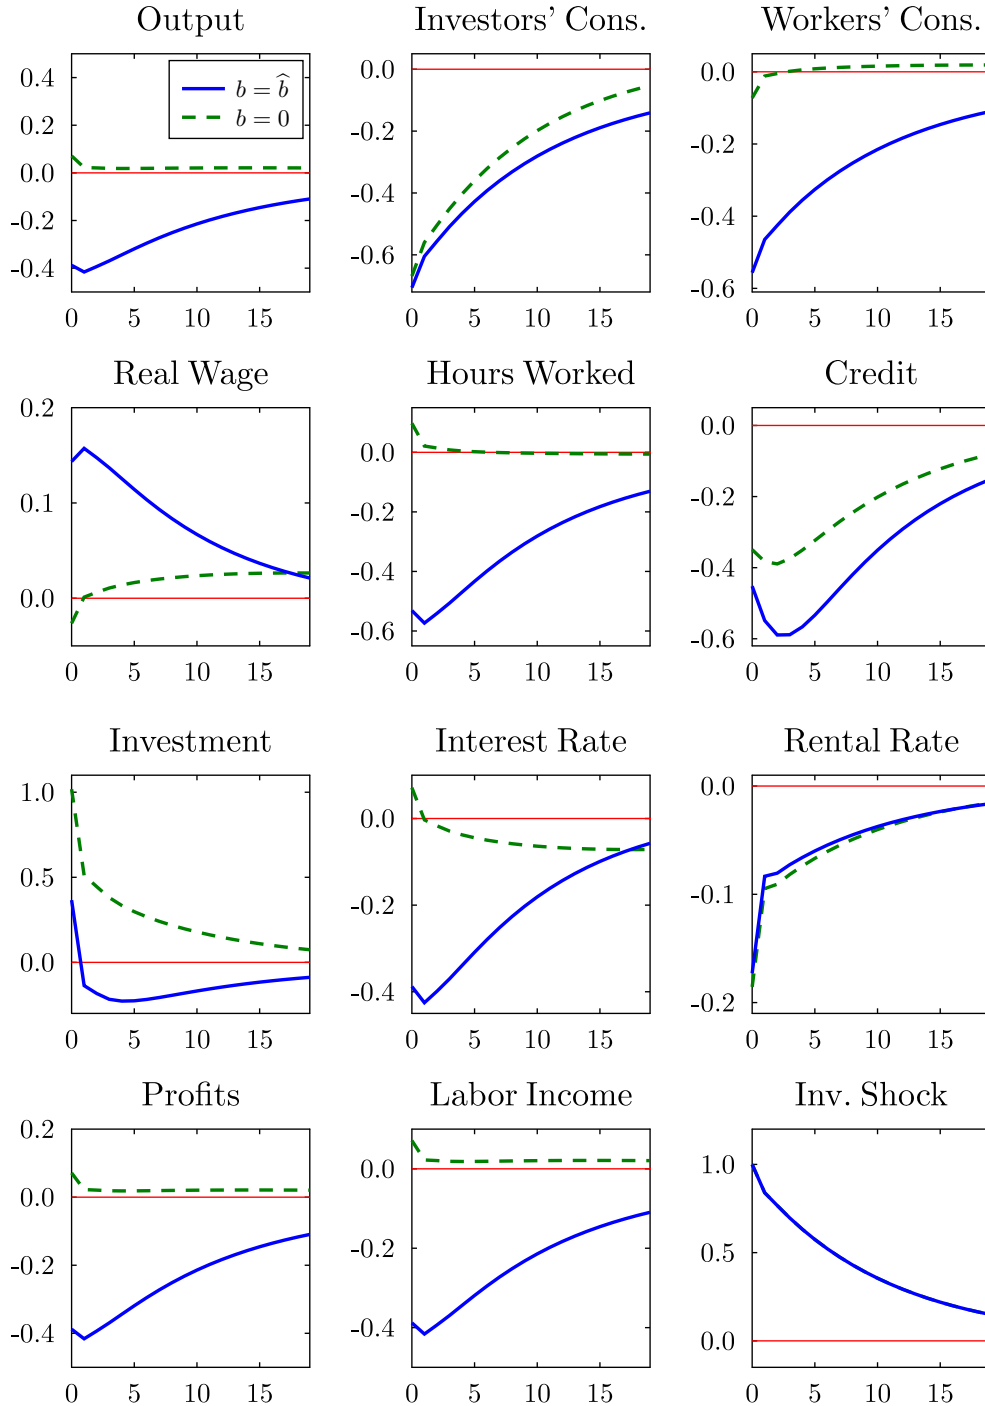 Output
Investors' Cons.
Workers' Cons.
0.4
0.2
0.0
-0.2
-0.4
b = b̂
b = 0
0 5 10 15
0.0
-0.2
-0.4
-0.6
0 5 10 15
0.0
-0.2
-0.4
-0.6
0 5 10 15
Real Wage
Hours Worked
Credit
0.2
0.1
0.0
0 5 10 15
0.0
-0.2
-0.4
-0.6
0 5 10 15
0.0
-0.2
-0.4
-0.6
0 5 10 15
Investment
Interest Rate
Rental Rate
1.0
0.5
0.0
0 5 10 15
0.0
-0.2
-0.4
0 5 10 15
0.0
-0.1
-0.2
0 5 10 15
Profits
Labor Income
Inv. Shock
0.2
0.0
-0.2
-0.4
0 5 10 15
0.0
-0.2
-0.4
0 5 10 15
1.0
0.5
0.0
0 5 10 15